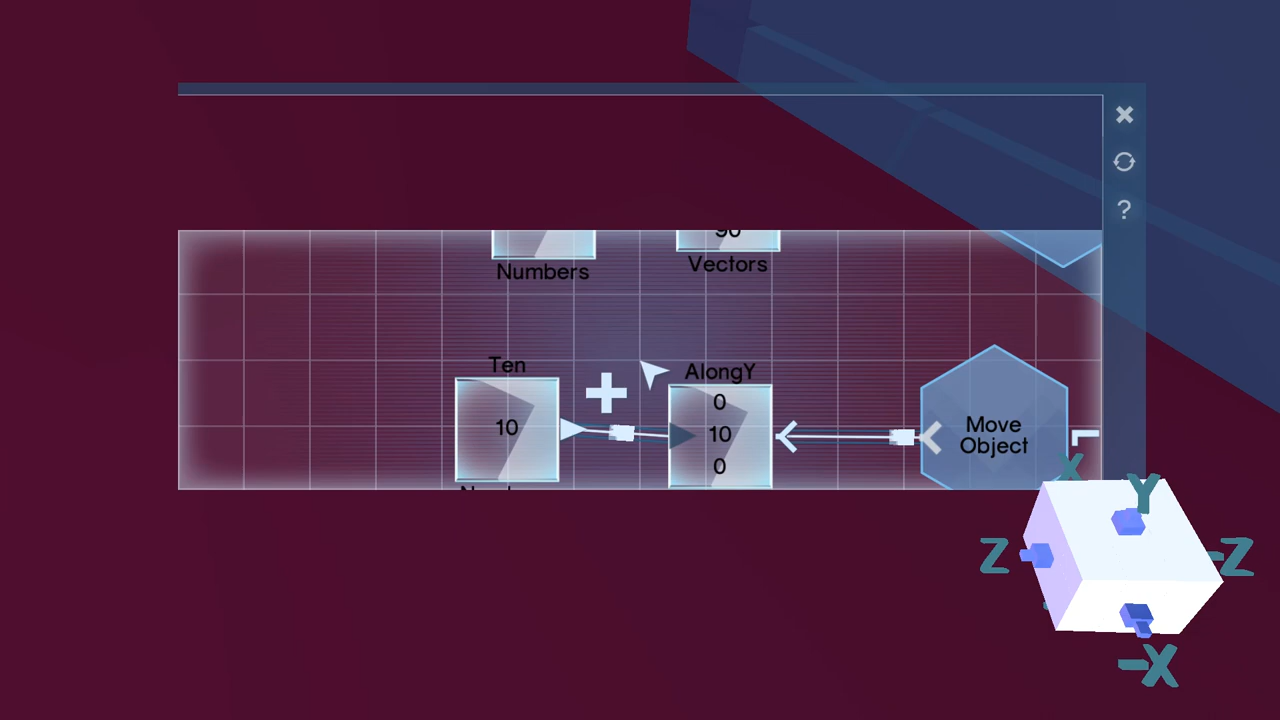 ?
90
Numbers
Vectors
Ten
AlongY
0
10
10
0
Move
Object
X
Y
Z
-Z
-X